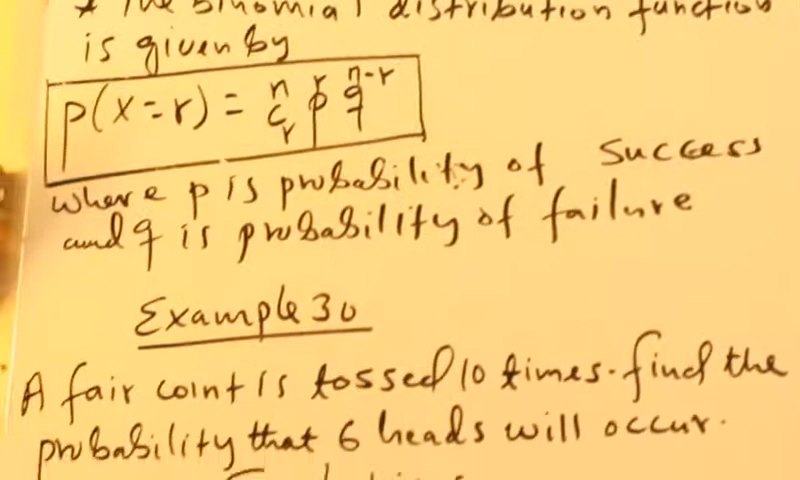 * The binomial distribution function
is given by
p(x=r) = nCr p^r q^n-r
where p is probability of success
and q is probability of failure
Example 30
A fair coint is tossed 10 times. find the
probability that 6 heads will occur.